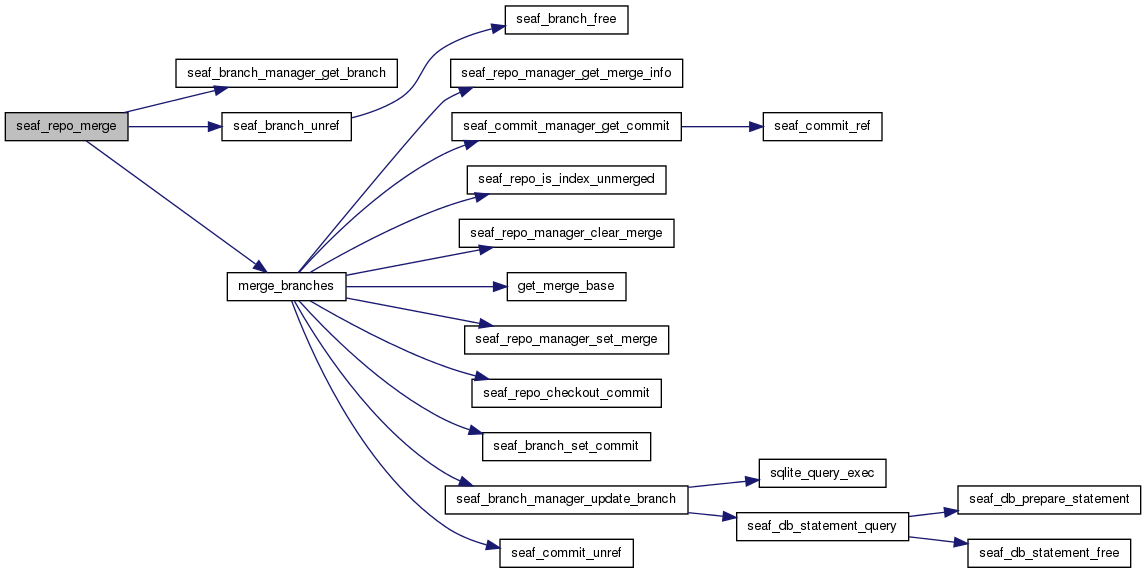 seaf_branch_free
seaf_branch_manager_get_branch
seaf_repo_manager_get_merge_info
seaf_repo_merge
seaf_branch_unref
seaf_commit_manager_get_commit
seaf_commit_ref
seaf_repo_is_index_unmerged
seaf_repo_manager_clear_merge
merge_branches
get_merge_base
seaf_repo_manager_set_merge
seaf_repo_checkout_commit
seaf_branch_set_commit
sqlite_query_exec
seaf_branch_manager_update_branch
seaf_db_prepare_statement
seaf_db_statement_query
seaf_commit_unref
seaf_db_statement_free